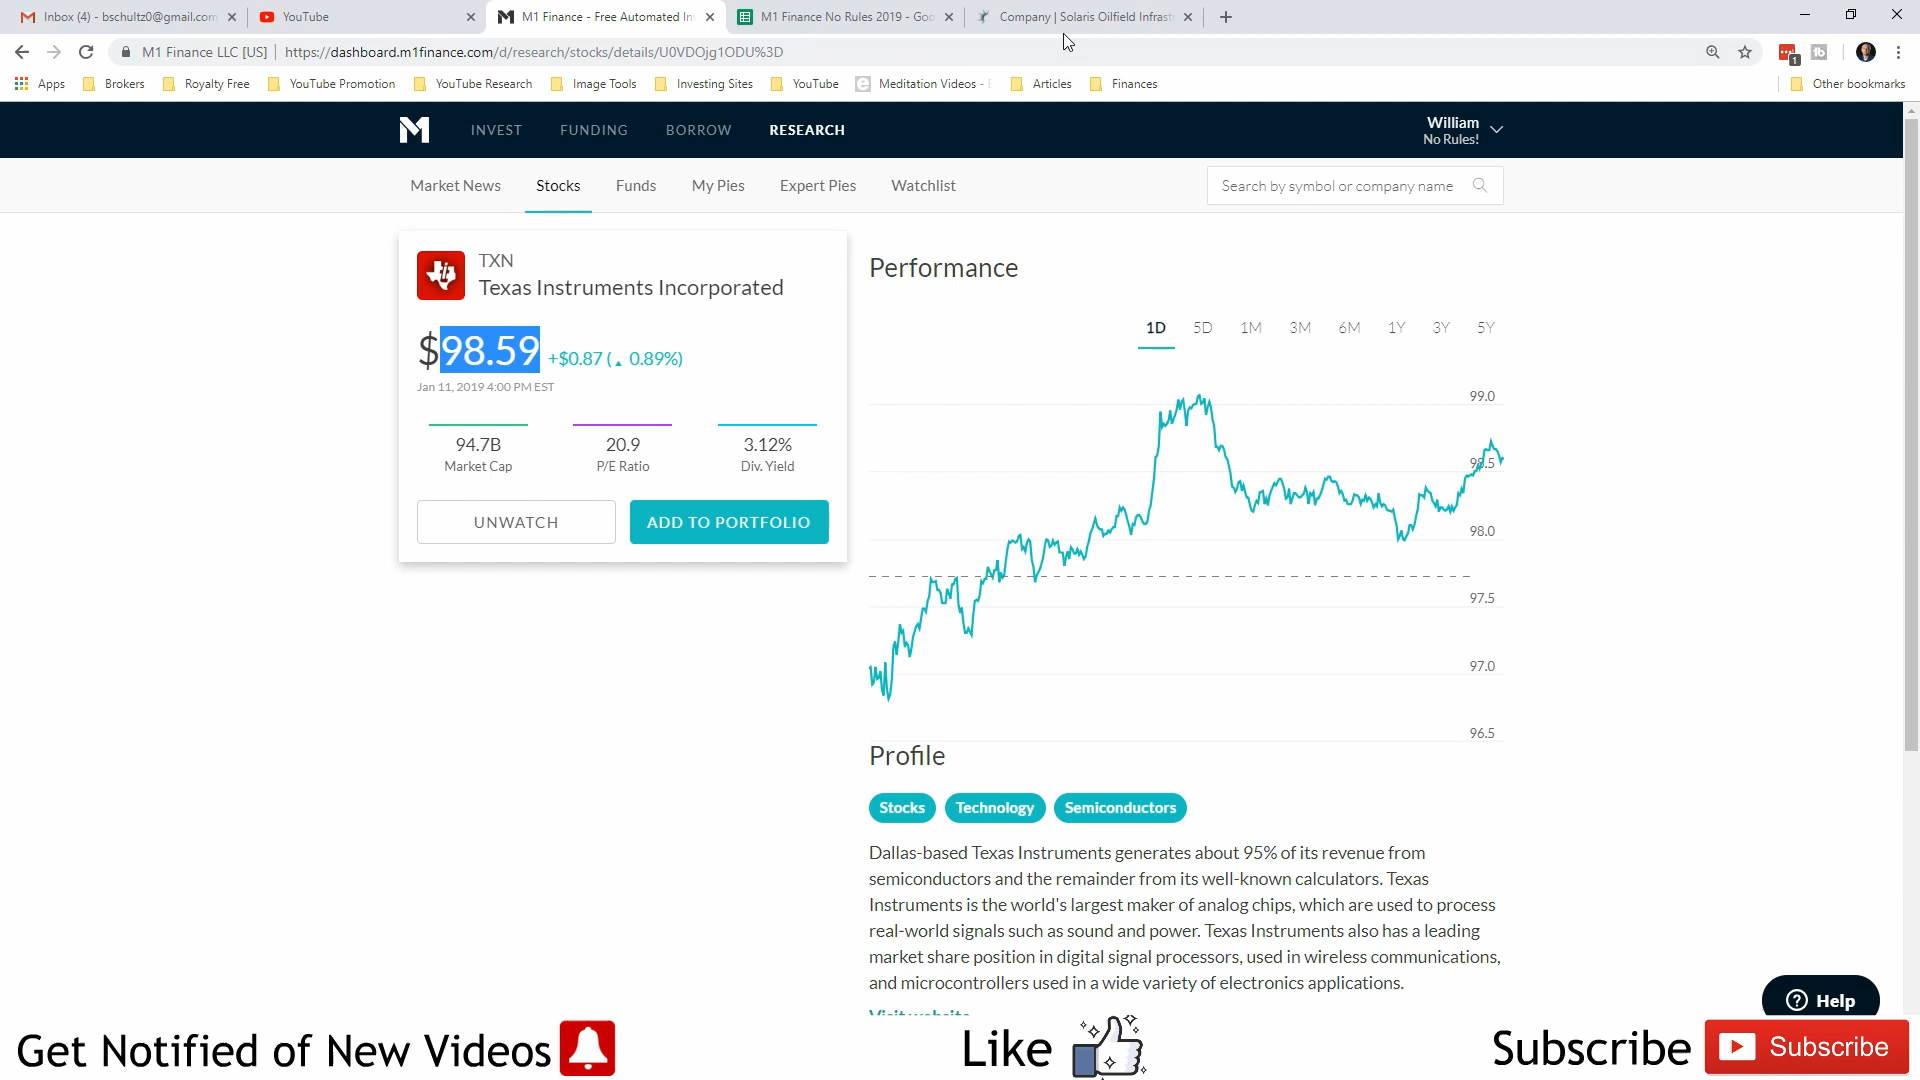 Inbox (4) - bschultz0@gmail.com
YouTube
M1 Finance - Free Automated In
M1 Finance No Rules 2019 - Goo
Company | Solaris Oilfield Infrast
M1 Finance LLC [US] | https://dashboard.m1finance.com/d/research/stocks/details/U0VDOjg1ODU%3D
1
Apps
Brokers
Royalty Free
YouTube Promotion
YouTube Research
Image Tools
Investing Sites
YouTube
Meditation Videos -
Articles
Finances
Other bookmarks
INVEST
FUNDING
BORROW
RESEARCH
William
No Rules!
Market News
Stocks
Funds
My Pies
Expert Pies
Watchlist
Search by symbol or company name
TXN
Texas Instruments Incorporated
$98.59 +$0.87 (▲ 0.89%)
Jan 11, 2019 4:00 PM EST
94.7B
Market Cap
20.9
P/E Ratio
3.12%
Div. Yield
UNWATCH
ADD TO PORTFOLIO
Performance
1D 5D 1M 3M 6M 1Y 3Y 5Y
99.0
98.5
98.0
97.5
97.0
96.5
Profile
Stocks
Technology
Semiconductors
Dallas-based Texas Instruments generates about 95% of its revenue from
semiconductors and the remainder from its well-known calculators. Texas
Instruments is the world's largest maker of analog chips, which are used to process
real-world signals such as sound and power. Texas Instruments also has a leading
market share position in digital signal processors, used in wireless communications,
and microcontrollers used in a wide variety of electronics applications.
Visit website
Help
Get Notified of New Videos
Like
Subscribe
Subscribe